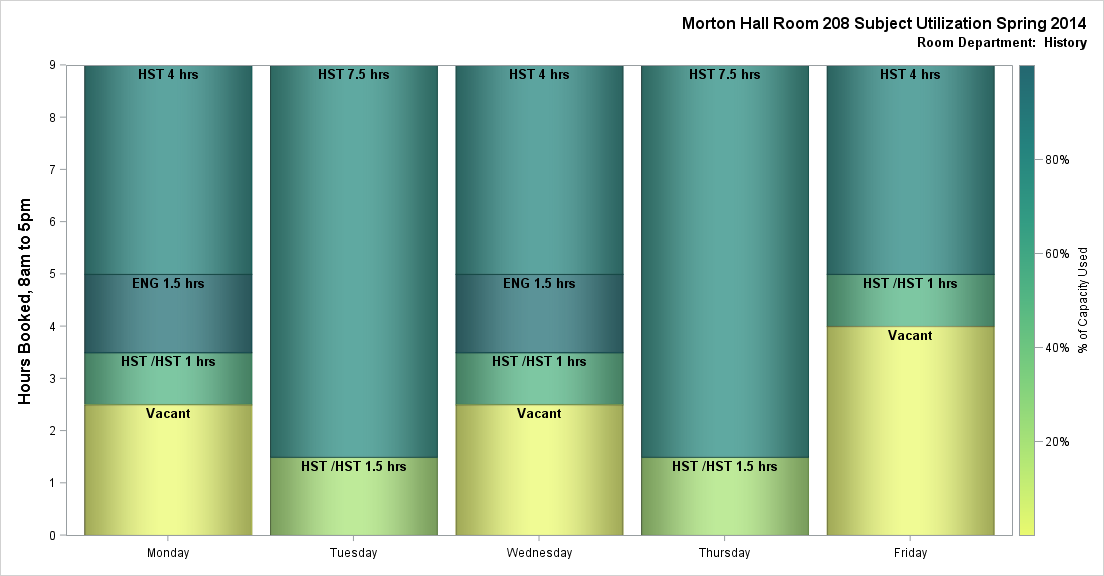 Morton Hall Room 208 Subject Utilization Spring 2014
Room Department: History
Hours Booked, 8am to 5pm
9
8
7
6
5
4
3
2
1
0
HST 4 hrs
ENG 1.5 hrs
HST /HST 1 hrs
Vacant
HST 7.5 hrs
HST /HST 1.5 hrs
HST 4 hrs
ENG 1.5 hrs
HST /HST 1 hrs
Vacant
HST 7.5 hrs
HST /HST 1.5 hrs
HST 4 hrs
HST /HST 1 hrs
Vacant
Monday
Tuesday
Wednesday
Thursday
Friday
80%
60%
40%
20%
% of Capacity Used